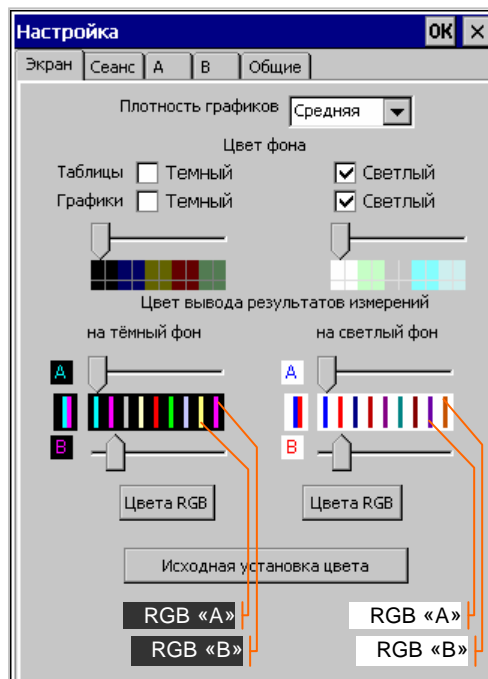 Настройка OK ×
Экран Сеанс A B Общие
Плотность графиков Средняя
Цвет фона
Таблицы Темный Светлый
Графики Темный Светлый
Цвет вывода результатов измерений
на тёмный фон на светлый фон
A A
B B
Цвета RGB Цвета RGB
Исходная установка цвета
RGB «A» RGB «A»
RGB «B» RGB «B»